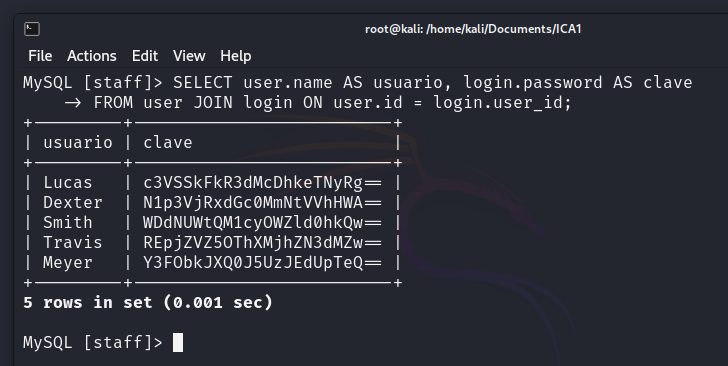 root@kali: /home/kali/Documents/ICA1
File Actions Edit View Help
MySQL [staff]> SELECT user.name AS usuario, login.password AS clave
    -> FROM user JOIN login ON user.id = login.user_id;
+---------+--------------------------+
| usuario | clave                    |
+---------+--------------------------+
| Lucas   | c3VSSkFkR3dMcDhkeTNyRg== |
| Dexter  | N1p3VjRxdGc0MmNtVVhHWA== |
| Smith   | WDdNUWtQM1cyOWZld0hkQw== |
| Travis  | REpjZVZ5OThXMjhZN3dMZw== |
| Meyer   | Y3FObkJXQ0J5UzJEdUpTeQ== |
+---------+--------------------------+
5 rows in set (0.001 sec)
MySQL [staff]>